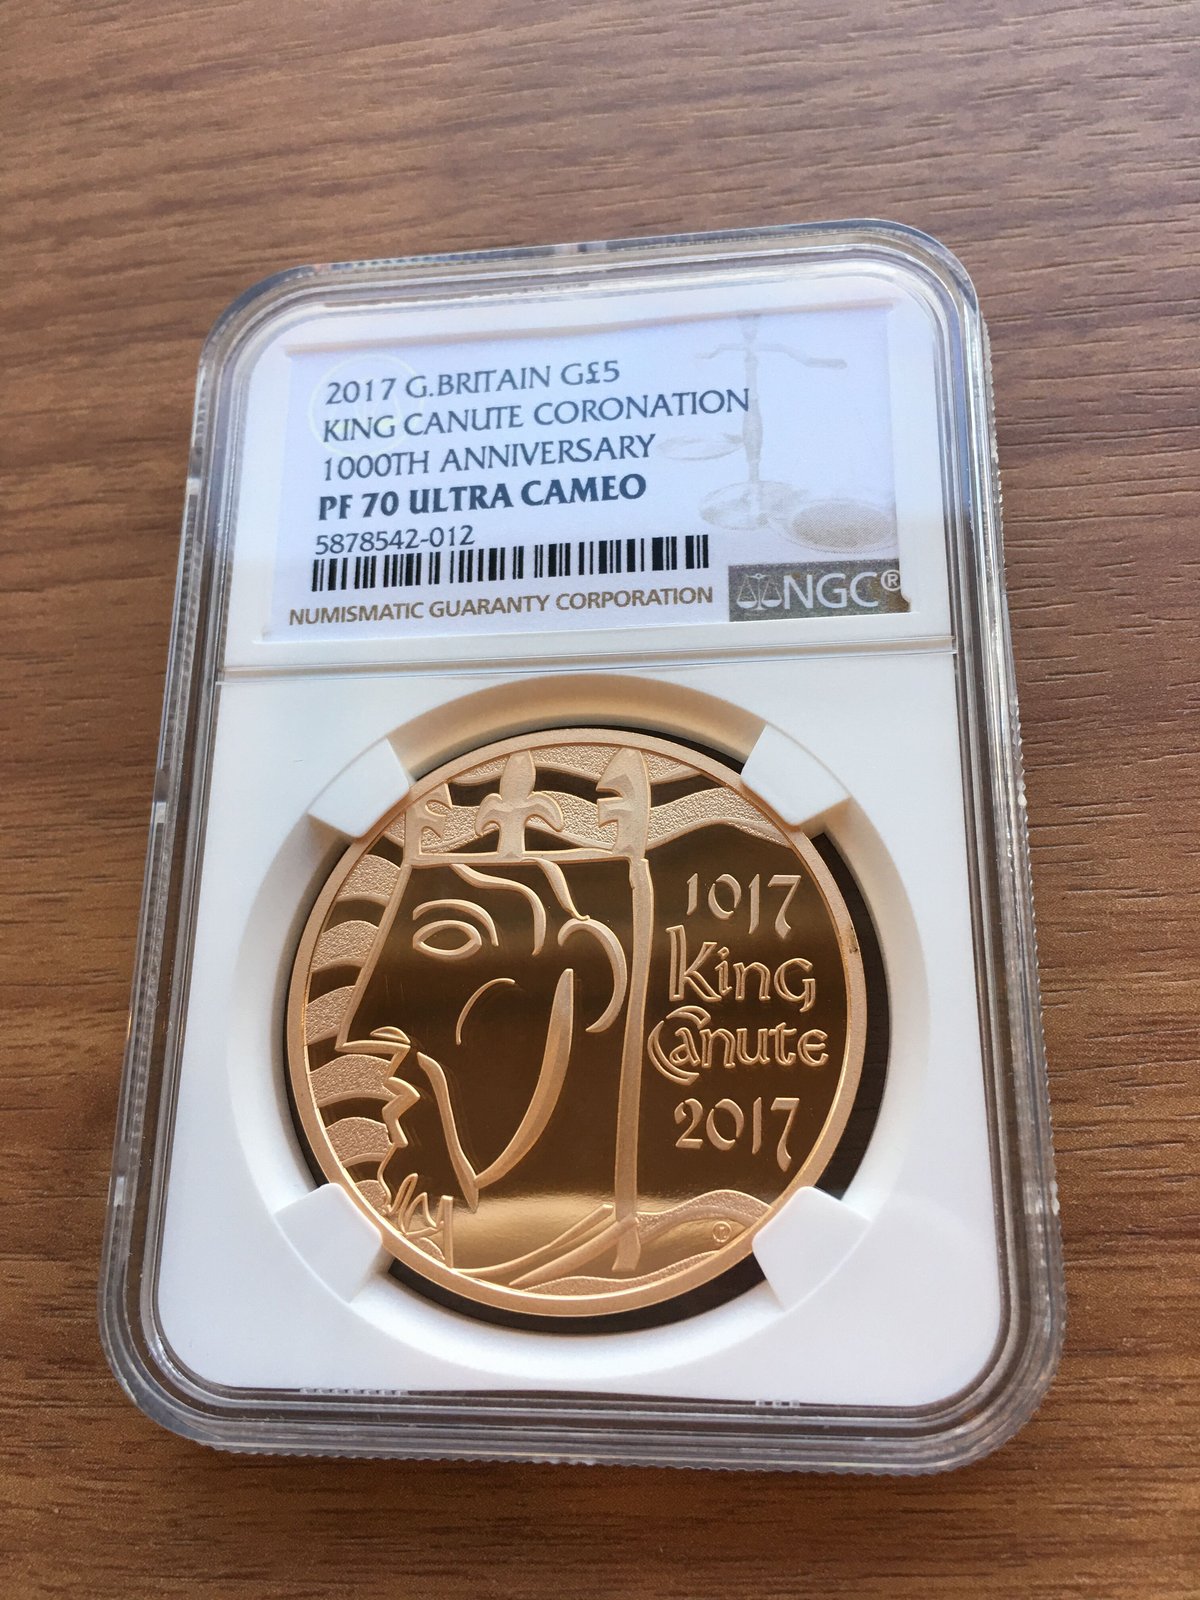 2017 G.BRITAIN G£5
KING CANUTE CORONATION
1000TH ANNIVERSARY
PF 70 ULTRA CAMEO
5878542-012
NUMISMATIC GUARANTY CORPORATION
NGC®
1017
King
Canute
2017